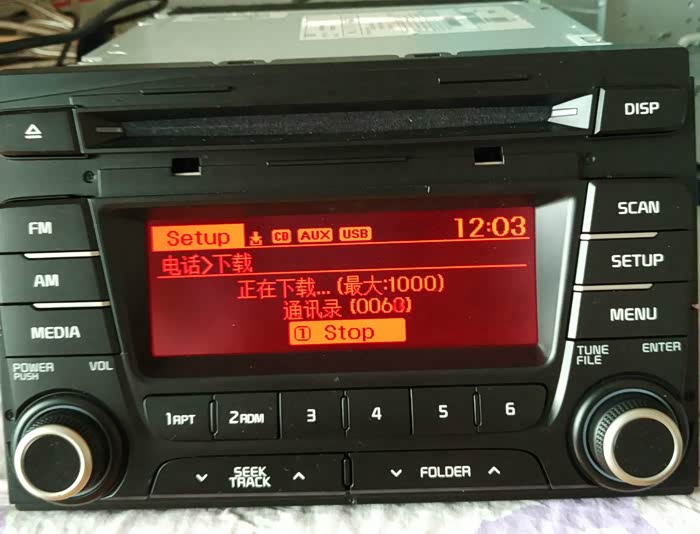 DISP
FM
AM
MEDIA
SCAN
SETUP
MENU
Setup CD AUX USB 12:03
电话>下载
正在下载... (最大:1000)
通讯录 (0068)
1 Stop
POWER
PUSH
VOL
TUNE
FILE
ENTER
1RPT
2RDM
3
4
5
6
SEEK
TRACK
FOLDER